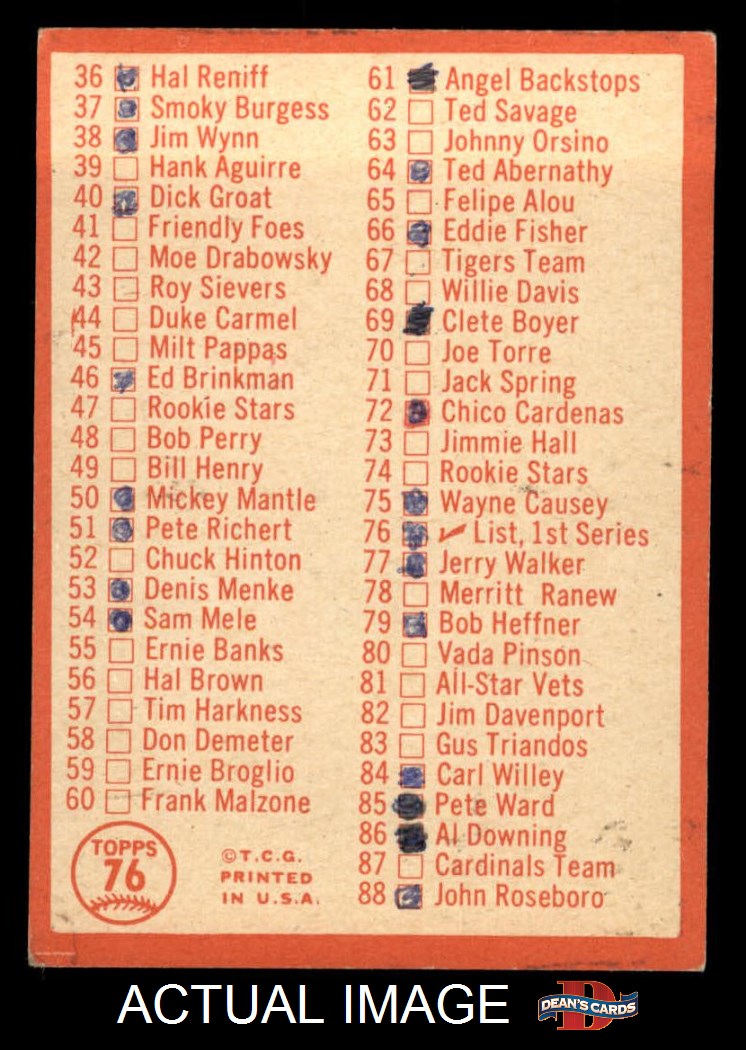 36 Hal Reniff
37 Smoky Burgess
38 Jim Wynn
39 Hank Aguirre
40 Dick Groat
41 Friendly Foes
42 Moe Drabowsky
43 Roy Sievers
44 Duke Carmel
45 Milt Pappas
46 Ed Brinkman
47 Rookie Stars
48 Bob Perry
49 Bill Henry
50 Mickey Mantle
51 Pete Richert
52 Chuck Hinton
53 Denis Menke
54 Sam Mele
55 Ernie Banks
56 Hal Brown
57 Tim Harkness
58 Don Demeter
59 Ernie Broglio
60 Frank Malzone
TOPPS
76
©T.C.G.
PRINTED
IN U.S.A.
61 Angel Backstops
62 Ted Savage
63 Johnny Orsino
64 Ted Abernathy
65 Felipe Alou
66 Eddie Fisher
67 Tigers Team
68 Willie Davis
69 Clete Boyer
70 Joe Torre
71 Jack Spring
72 Chico Cardenas
73 Jimmie Hall
74 Rookie Stars
75 Wayne Causey
76 ✓ List, 1st Series
77 Jerry Walker
78 Merritt Ranew
79 Bob Heffner
80 Vada Pinson
81 All-Star Vets
82 Jim Davenport
83 Gus Triandos
84 Carl Willey
85 Pete Ward
86 Al Downing
87 Cardinals Team
88 John Roseboro
ACTUAL IMAGE
D
DEAN'S CARDS